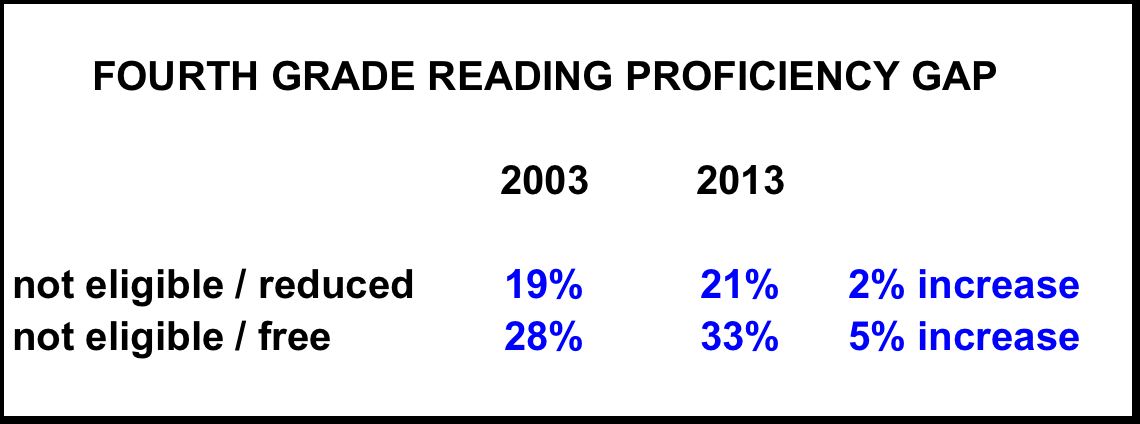 FOURTH GRADE READING PROFICIENCY GAP
2003 2013
not eligible / reduced 19% 21% 2% increase
not eligible / free 28% 33% 5% increase